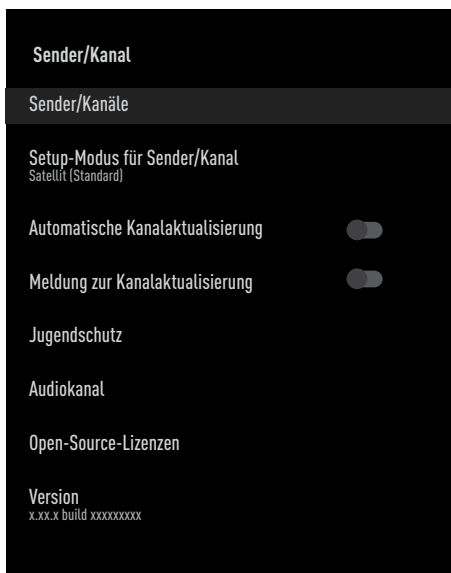 Sender/Kanal
Sender/Kanäle
Setup-Modus für Sender/Kanal
Satellit (Standard)
Automatische Kanalaktualisierung
Meldung zur Kanalaktualisierung
Jugendschutz
Audiokanal
Open-Source-Lizenzen
Version
x.xx.x build xxxxxxxxx